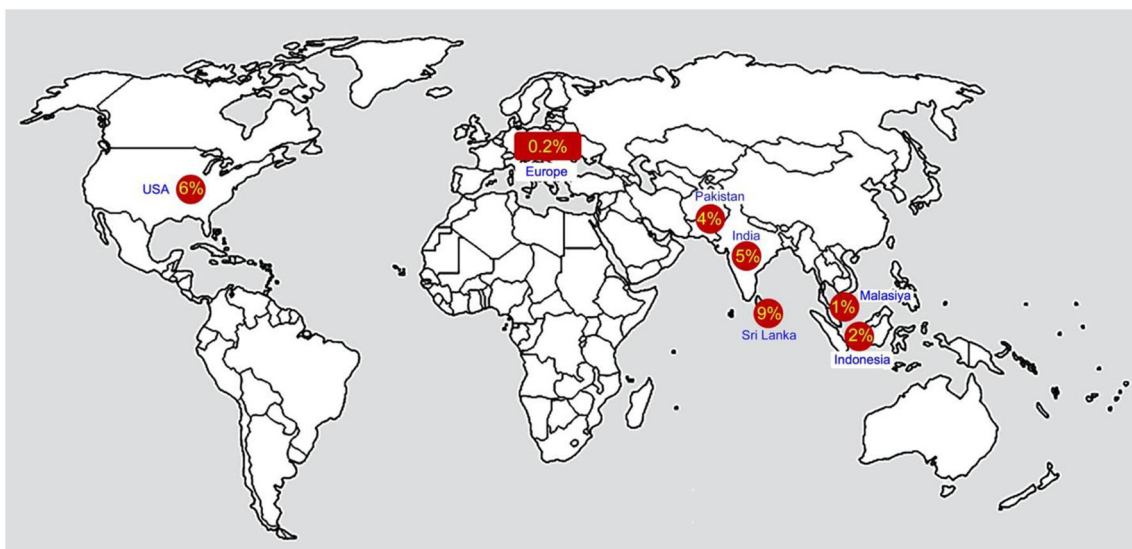 0.2%
Europe
USA
6%
Pakistan
4%
India
5%
Malasiya
1%
9%
Sri Lanka
2%
Indonesia